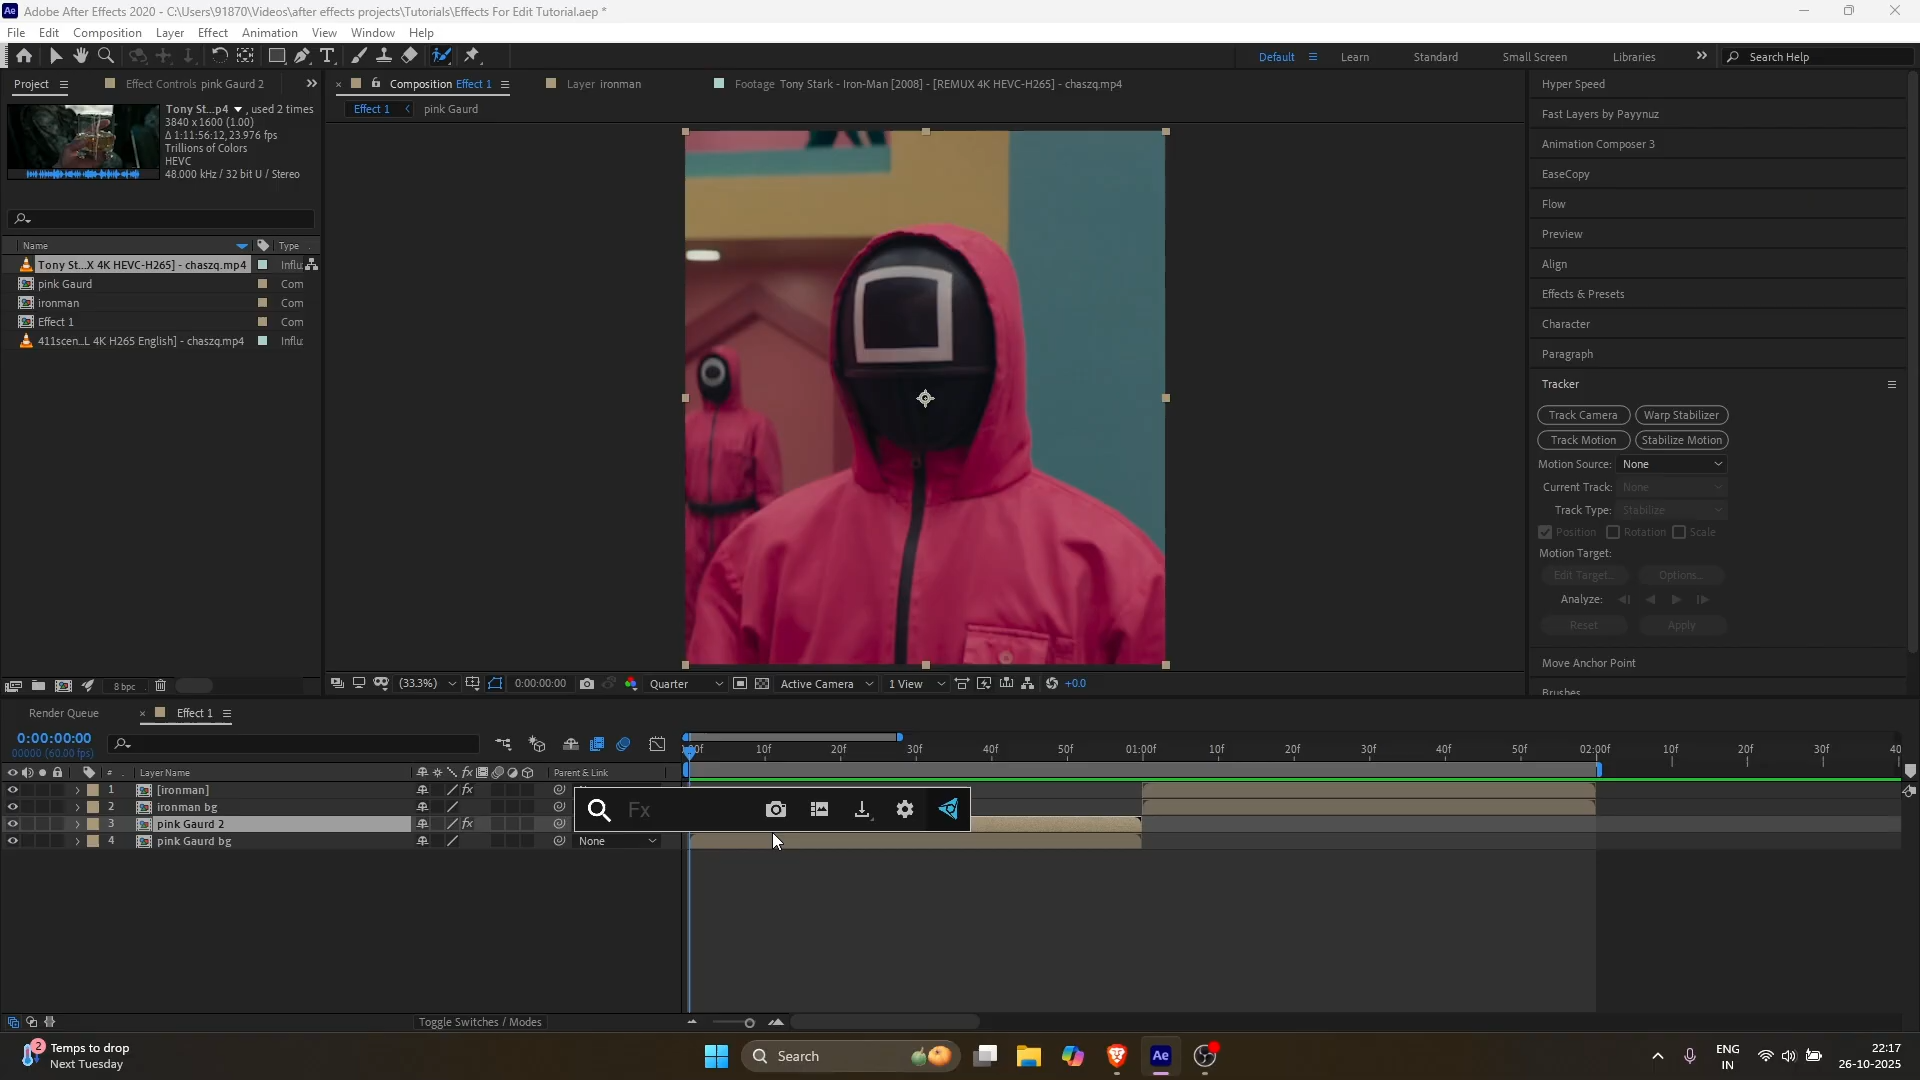 Adobe After Effects 2020 - C:\Users\91870\Videos\after effects projects\Tutorials\Effects For Edit Tutorial.aep *
File Edit Composition Layer Effect Animation View Window Help
Default Learn Standard Small Screen Libraries Search Help
Project Effect Controls pink Gaurd 2
Composition Effect 1 Layer ironman Footage Tony Stark - Iron-Man [2008] - [REMUX 4K HEVC-H265] - chaszq.mp4
Effect 1 pink Gaurd
Tony St...p4 , used 2 times
3840 x 1600 (1.00)
Δ 1:11:56:12, 23.976 fps
Trillions of Colors
HEVC
48.000 kHz / 32 bit U / Stereo
Name Type
Tony St...X 4K HEVC-H265] - chaszq.mp4 Influ
pink Gaurd Com
ironman Com
Effect 1 Com
411scen...L 4K H265 English] - chaszq.mp4 Influ
8 bpc
(33.3%) 0:00:00:00 Quarter Active Camera 1 View +0.0
Hyper Speed
Fast Layers by Payynuz
Animation Composer 3
EaseCopy
Flow
Preview
Align
Effects & Presets
Character
Paragraph
Tracker
Track Camera Warp Stabilizer
Track Motion Stabilize Motion
Motion Source: None
Current Track: None
Track Type: Stabilize
Position Rotation Scale
Motion Target:
Edit Target... Options...
Analyze:
Reset Apply
Move Anchor Point
Brushes
Render Queue Effect 1
0:00:00:00
00000 (60.00 fps)
:00f 10f 20f 30f 40f 50f 01:00f 10f 20f 30f 40f 50f 02:00f 10f 20f 30f 40
# Layer Name fx Parent & Link
1 [ironman] fx
2 ironman bg
3 pink Gaurd 2 fx
4 pink Gaurd bg None
Fx
Toggle Switches / Modes
2 Temps to drop
Next Tuesday
Search
Ae
ENG
IN
22:17
26-10-2025